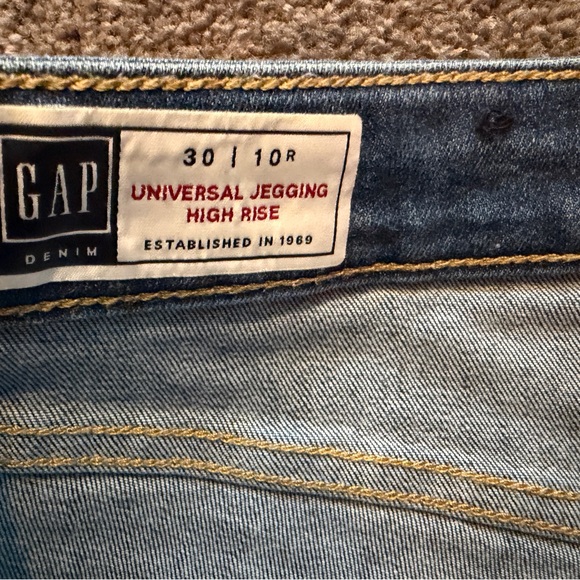 GAP
DENIM
30 | 10R
UNIVERSAL JEGGING
HIGH RISE
ESTABLISHED IN 1969